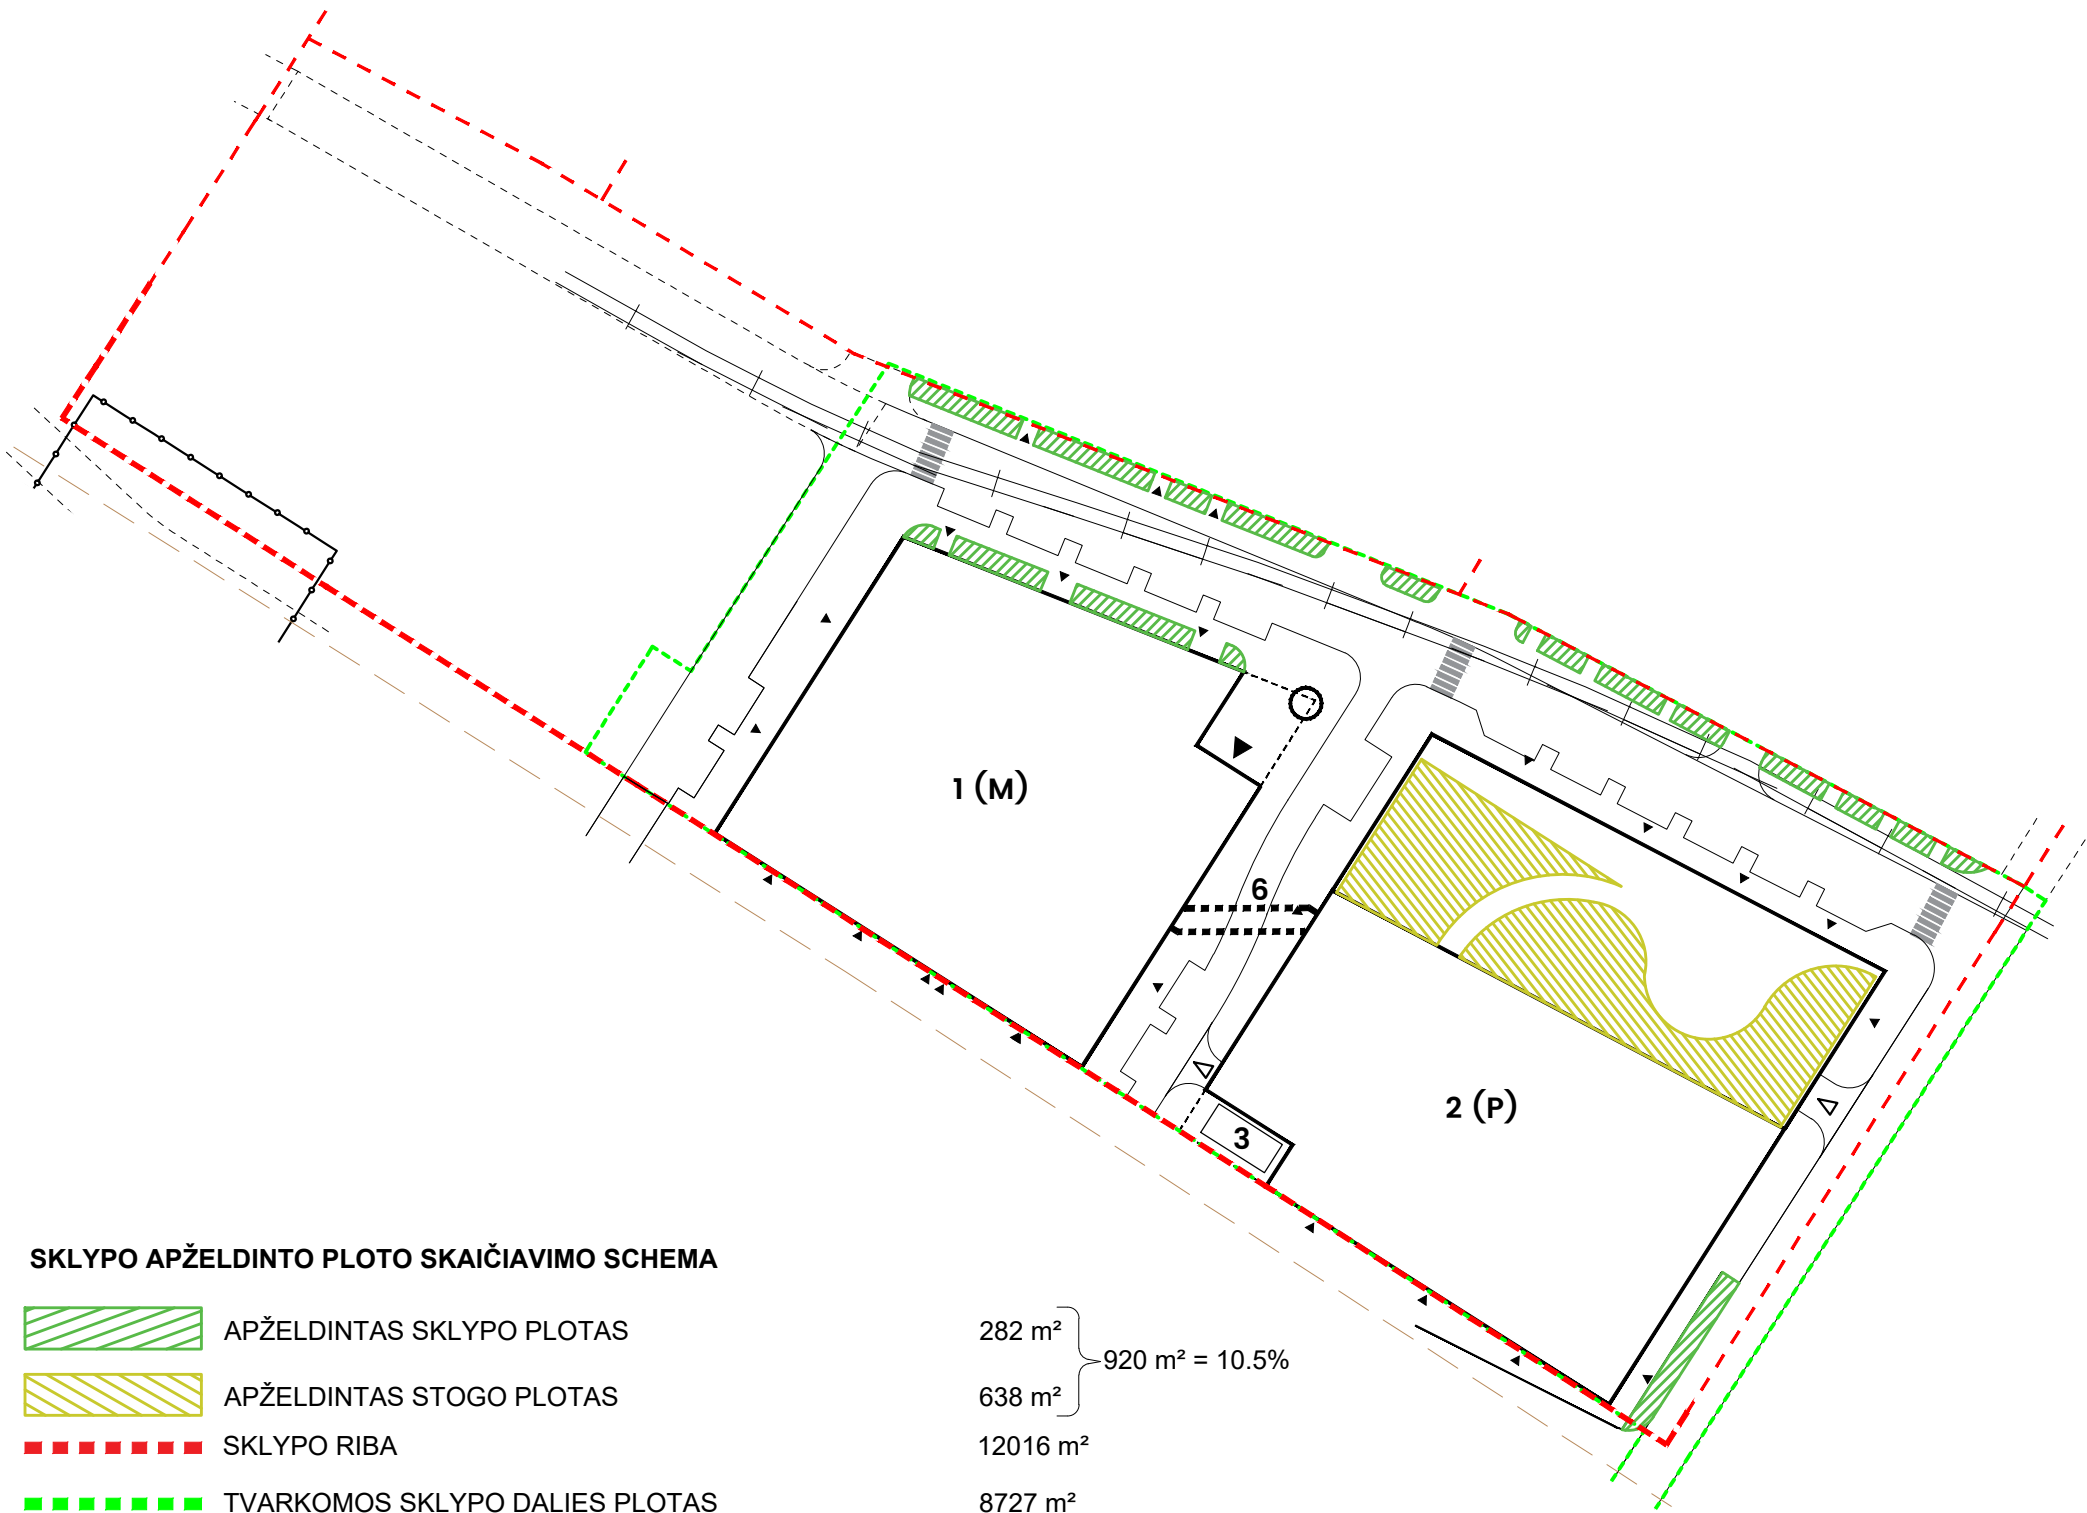 1 (M)
6
2 (P)
3
SKLYPO APŽELDINTO PLOTO SKAIČIAVIMO SCHEMA
APŽELDINTAS SKLYPO PLOTAS 282 m²
920 m² = 10.5%
APŽELDINTAS STOGO PLOTAS 638 m²
SKLYPO RIBA 12016 m²
TVARKOMOS SKLYPO DALIES PLOTAS 8727 m²